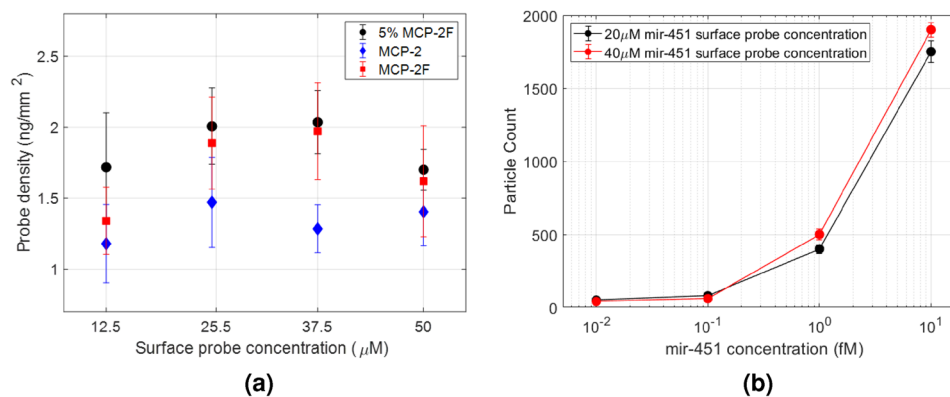 2.5
2
1.5
1
12.5
25.5
37.5
50
Probe density (ng/mm²)
Surface probe concentration (μM)
5% MCP-2F
MCP-2
MCP-2F
(a)
2000
1500
1000
500
0
10⁻²
10⁻¹
10⁰
10¹
Particle Count
mir-451 concentration (fM)
20μM mir-451 surface probe concentration
40μM mir-451 surface probe concentration
(b)